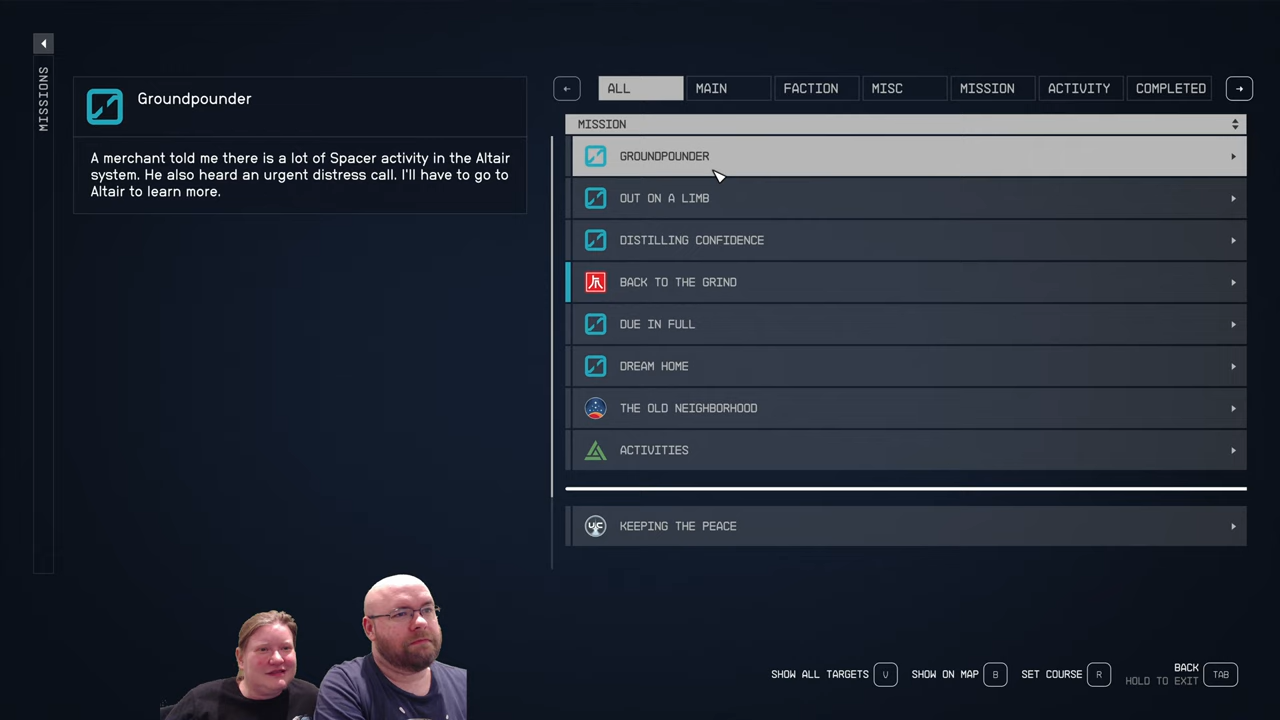 MISSIONS
Groundpounder
A merchant told me there is a lot of Spacer activity in the Altair
system. He also heard an urgent distress call. I'll have to go to
Altair to learn more.
ALL
MAIN
FACTION
MISC
MISSION
ACTIVITY
COMPLETED
MISSION
GROUNDPOUNDER
OUT ON A LIMB
DISTILLING CONFIDENCE
BACK TO THE GRIND
DUE IN FULL
DREAM HOME
THE OLD NEIGHBORHOOD
ACTIVITIES
UC
KEEPING THE PEACE
SHOW ALL TARGETS V
SHOW ON MAP B
SET COURSE R
BACK
HOLD TO EXIT
TAB